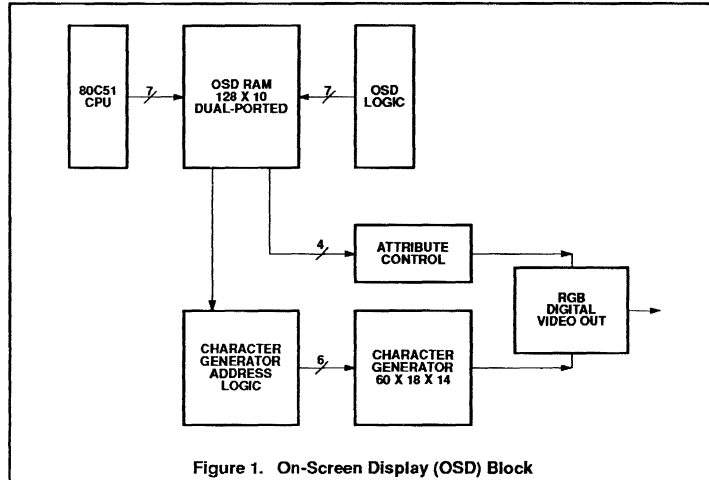 80C51
CPU
7
OSD RAM
128 X 10
DUAL-PORTED
7
OSD
LOGIC
4
ATTRIBUTE
CONTROL
RGB
DIGITAL
VIDEO OUT
CHARACTER
GENERATOR
ADDRESS
LOGIC
6
CHARACTER
GENERATOR
60 X 18 X 14
Figure 1. On-Screen Display (OSD) Block